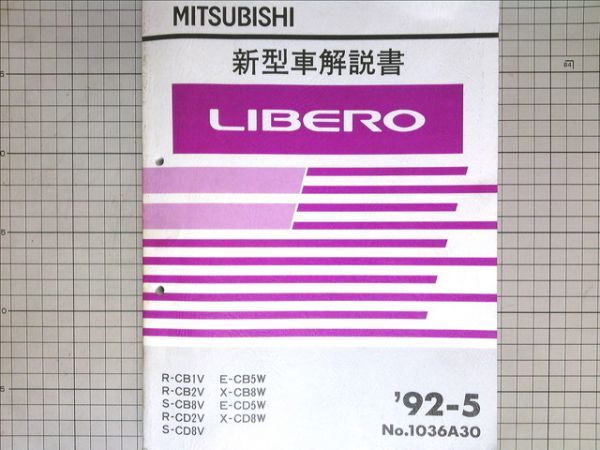 MITSUBISHI
新型車解説書
LIBERO
R-CB1V E-CB5W
R-CB2V X-CB8W
S-CB8V E-CD5W
R-CD2V X-CD8W
S-CD8V
'92-5
No.1036A30